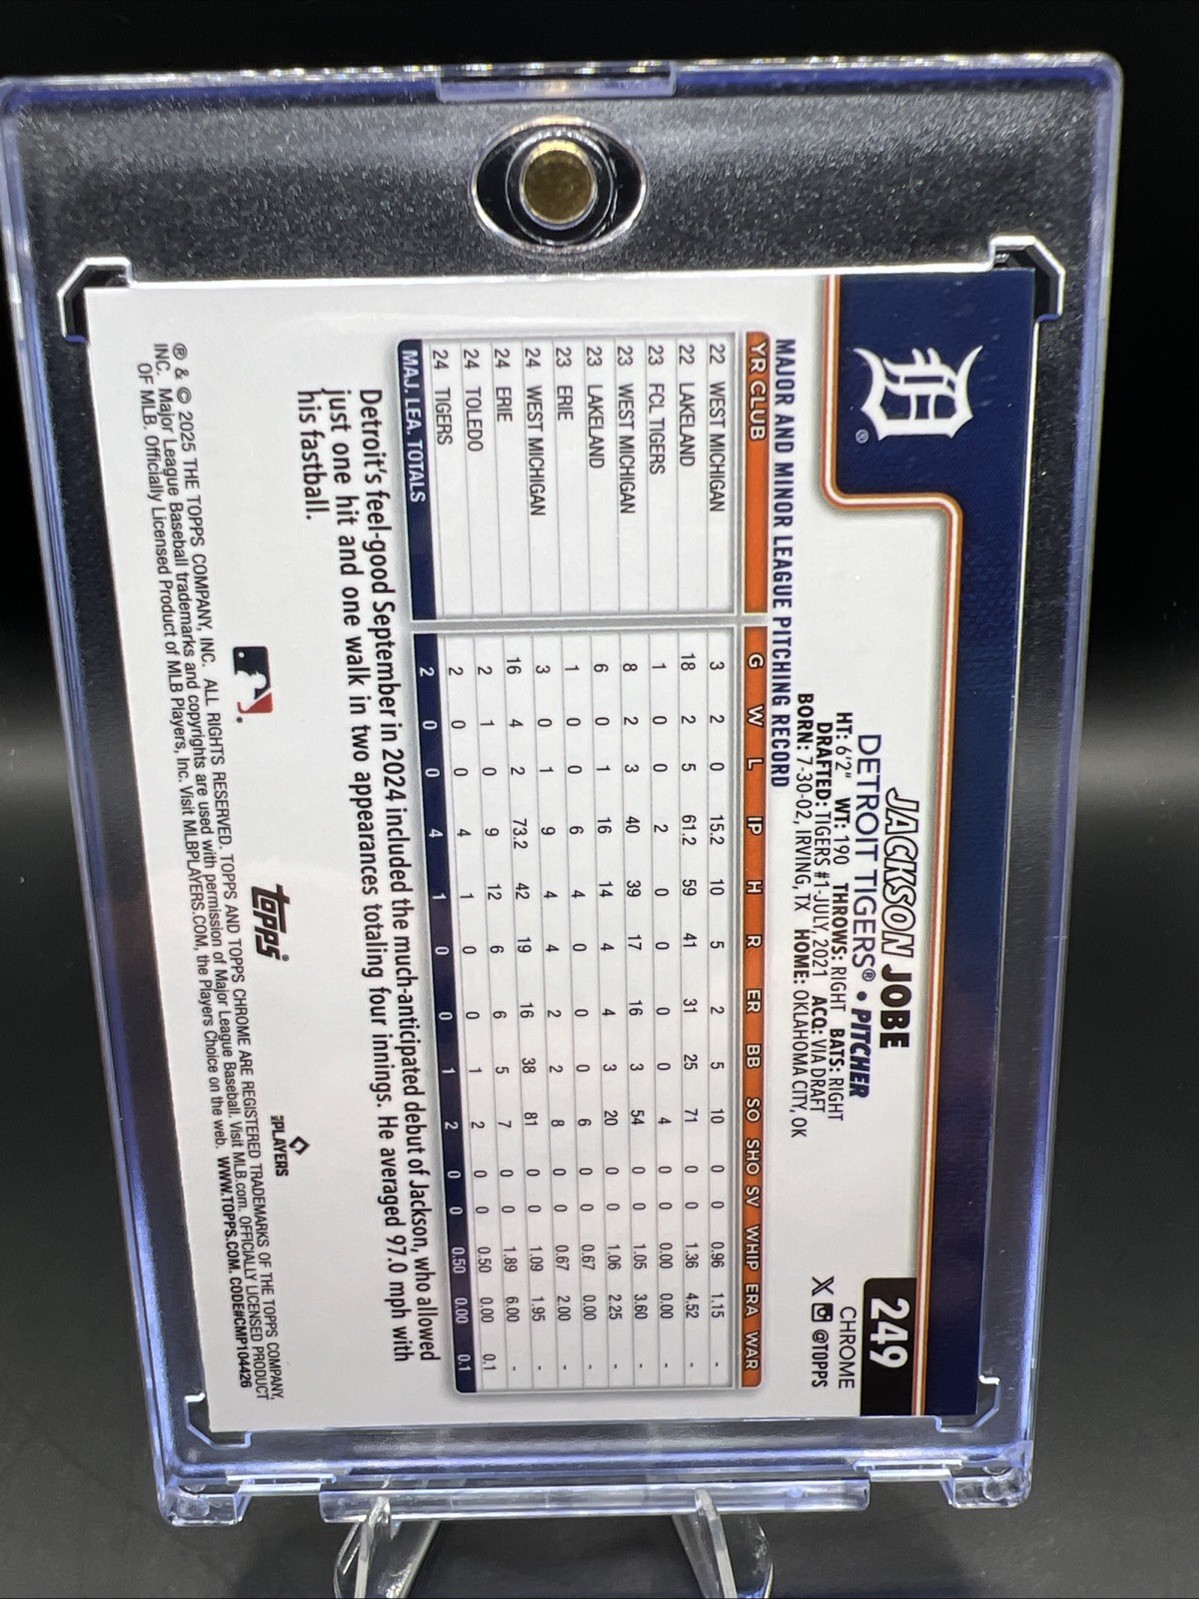 249
CHROME
X @TOPPS
JACKSON JOBE
DETROIT TIGERS® • PITCHER
HT: 6'2" WT: 190 THROWS: RIGHT BATS: RIGHT
DRAFTED: TIGERS #1-JULY, 2021 ACQ: VIA DRAFT
BORN: 7-30-02, IRVING, TX HOME: OKLAHOMA CITY, OK
MAJOR AND MINOR LEAGUE PITCHING RECORD
YR CLUB G W L IP H R ER BB SO SHO SV WHIP ERA WAR
22 WEST MICHIGAN 3 2 0 15.2 10 5 2 5 10 0 0 0.96 1.15 -
22 LAKELAND 18 2 5 61.2 59 41 31 25 71 0 0 1.36 4.52 -
23 FCL TIGERS 1 0 0 2 0 0 0 0 4 0 0 0.00 0.00 -
23 WEST MICHIGAN 8 2 3 40 39 17 16 3 54 0 0 1.05 3.60 -
23 LAKELAND 6 0 1 16 14 4 4 3 20 0 0 1.06 2.25 -
23 ERIE 1 0 0 6 4 0 0 0 6 0 0 0.67 0.00 -
24 WEST MICHIGAN 3 0 1 9 4 4 2 2 8 0 0 0.67 2.00 -
24 ERIE 16 4 2 73.2 42 19 16 38 81 0 0 1.09 1.95 -
24 TOLEDO 2 1 0 9 12 6 6 5 7 0 0 1.89 6.00 -
24 TIGERS 2 0 0 4 1 0 0 1 2 0 0 0.50 0.00 0.1
MAJ. LEA. TOTALS 2 0 0 4 1 0 0 1 2 0 0 0.50 0.00 0.1
Detroit's feel-good September in 2024 included the much-anticipated debut of Jackson, who allowed
just one hit and one walk in two appearances totaling four innings. He averaged 97.0 mph with
his fastball.
topps
PLAYERS
® & © 2025 THE TOPPS COMPANY, INC. ALL RIGHTS RESERVED. TOPPS AND TOPPS CHROME ARE REGISTERED TRADEMARKS OF THE TOPPS COMPANY,
INC. Major League Baseball trademarks and copyrights are used with permission of Major League Baseball. Visit MLB.com. OFFICIALLY LICENSED PRODUCT
OF MLB. Officially Licensed Product of MLB Players, Inc. Visit MLBPLAYERS.COM, the Players Choice on the web. WWW.TOPPS.COM. CODE#CMP104426